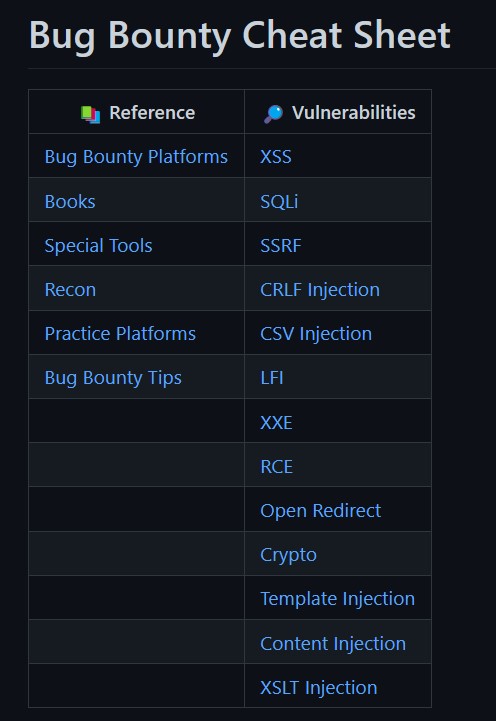 Bug Bounty Cheat Sheet
📚 Reference 🔎 Vulnerabilities
Bug Bounty Platforms XSS
Books SQLi
Special Tools SSRF
Recon CRLF Injection
Practice Platforms CSV Injection
Bug Bounty Tips LFI
XXE
RCE
Open Redirect
Crypto
Template Injection
Content Injection
XSLT Injection